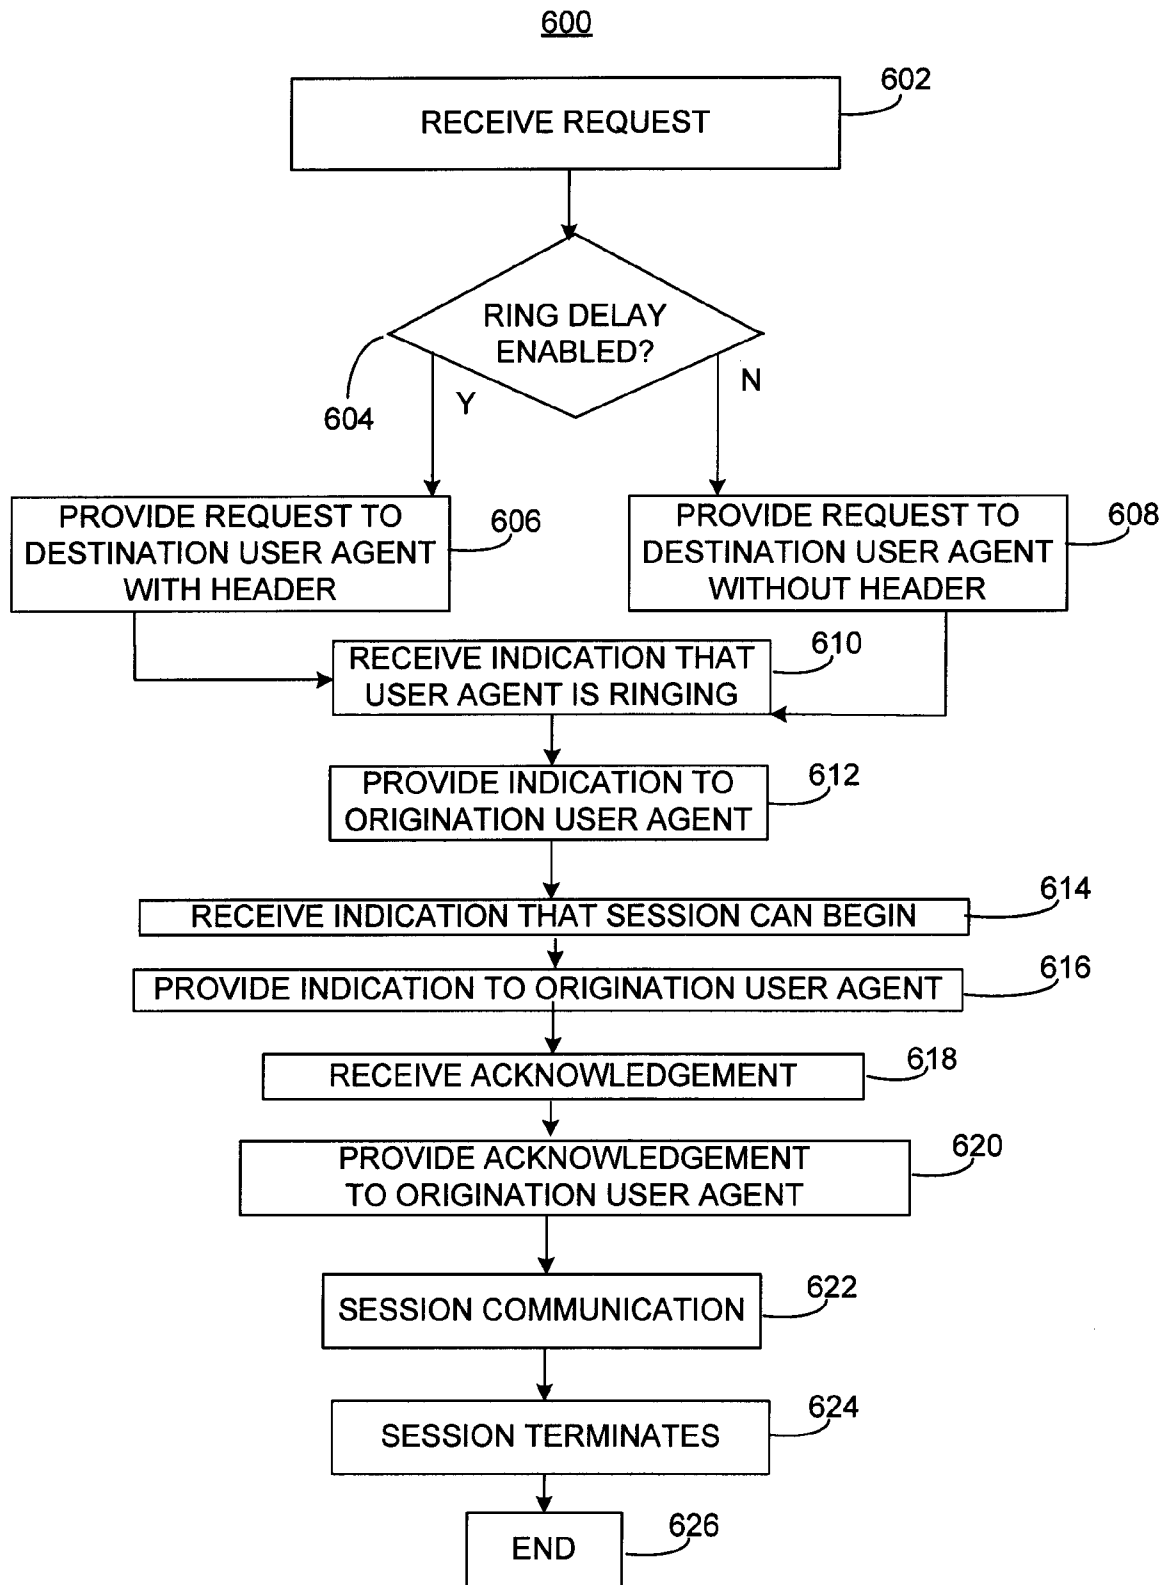 600
RECEIVE REQUEST
602
RING DELAY
ENABLED?
604
Y
N
PROVIDE REQUEST TO
DESTINATION USER AGENT
WITH HEADER
606
PROVIDE REQUEST TO
DESTINATION USER AGENT
WITHOUT HEADER
608
RECEIVE INDICATION THAT
USER AGENT IS RINGING
610
PROVIDE INDICATION TO
ORIGINATION USER AGENT
612
RECEIVE INDICATION THAT SESSION CAN BEGIN
614
PROVIDE INDICATION TO ORIGINATION USER AGENT
616
RECEIVE ACKNOWLEDGEMENT
618
PROVIDE ACKNOWLEDGEMENT
TO ORIGINATION USER AGENT
620
SESSION COMMUNICATION
622
SESSION TERMINATES
624
END
626